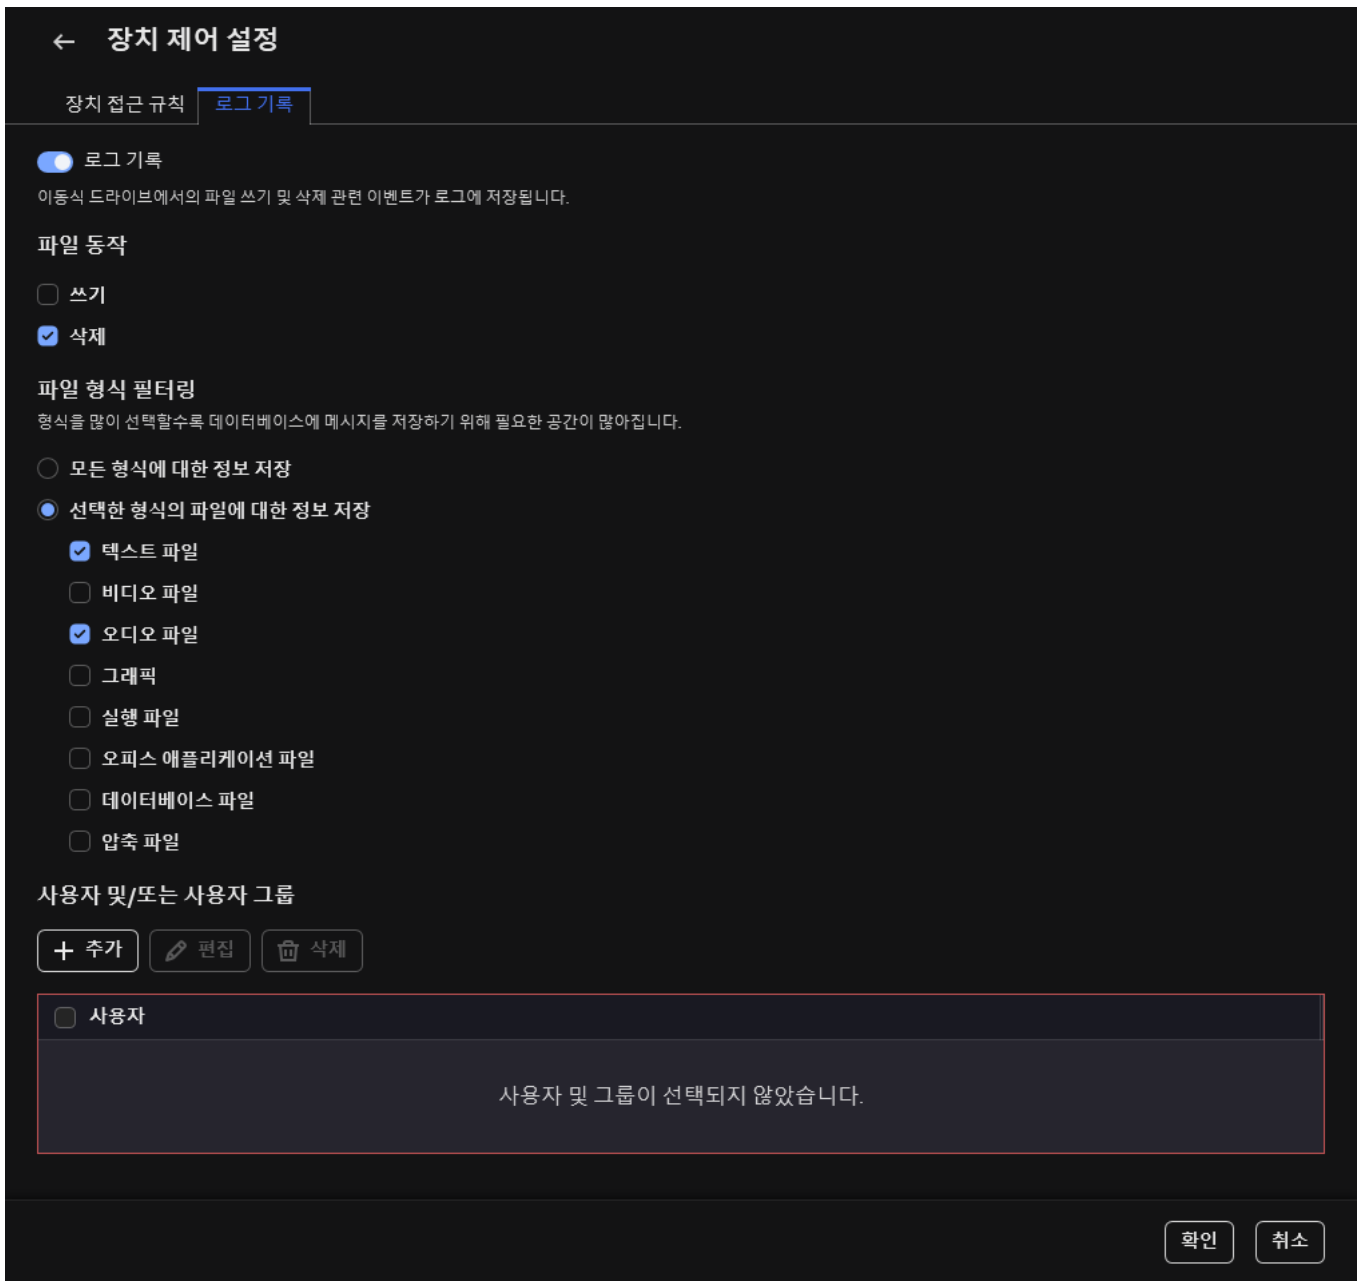 장치 제어 설정
장치 접근 규칙 로그 기록
로그 기록
이동식 드라이브에서의 파일 쓰기 및 삭제 관련 이벤트가 로그에 저장됩니다.
파일 동작
쓰기
삭제
파일 형식 필터링
형식을 많이 선택할수록 데이터베이스에 메시지를 저장하기 위해 필요한 공간이 많아집니다.
모든 형식에 대한 정보 저장
선택한 형식의 파일에 대한 정보 저장
텍스트 파일
비디오 파일
오디오 파일
그래픽
실행 파일
오피스 애플리케이션 파일
데이터베이스 파일
압축 파일
사용자 및/또는 사용자 그룹
추가 편집 삭제
사용자
사용자 및 그룹이 선택되지 않았습니다.
확인 취소